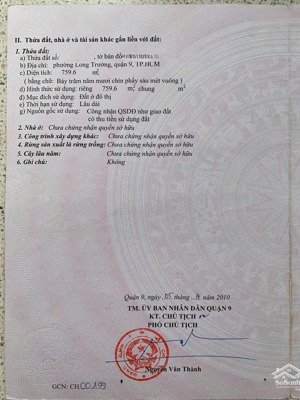 II. Thửa đất, nhà ở và tài sản khác gắn liền với đất:
1. Thửa đất:
a) Thửa đất số: tờ bản đồ
b) Địa chỉ: phường Long Trường, quận 9, TP.HCM
c) Diện tích: 759.6 m²,
( bằng chữ: Bảy trăm năm mươi chín phẩy sáu mét vuông )
d) Hình thức sử dụng: riêng 759.6 m², chung m²
đ) Mục đích sử dụng: Đất ở đô thị
e) Thời hạn sử dụng: Lâu dài
g) Nguồn gốc sử dụng: Công nhận QSDĐ như giao đất
có thu tiền sử dụng đất
2. Nhà ở: Chưa chứng nhận quyền sở hữu
3. Công trình xây dựng khác: Chưa chứng nhận quyền sở hữu
4. Rừng sản xuất là rừng trồng: Chưa chứng nhận quyền sở hữu
5. Cây lâu năm: Chưa chứng nhận quyền sở hữu
6. Ghi chú: Không
Quận 9, ngày tháng năm 2010
TM. ỦY BAN NHÂN DÂN QUẬN 9
KT. CHỦ TỊCH
PHÓ CHỦ TỊCH
Nguyễn Văn Thành
GCN: CH 00199